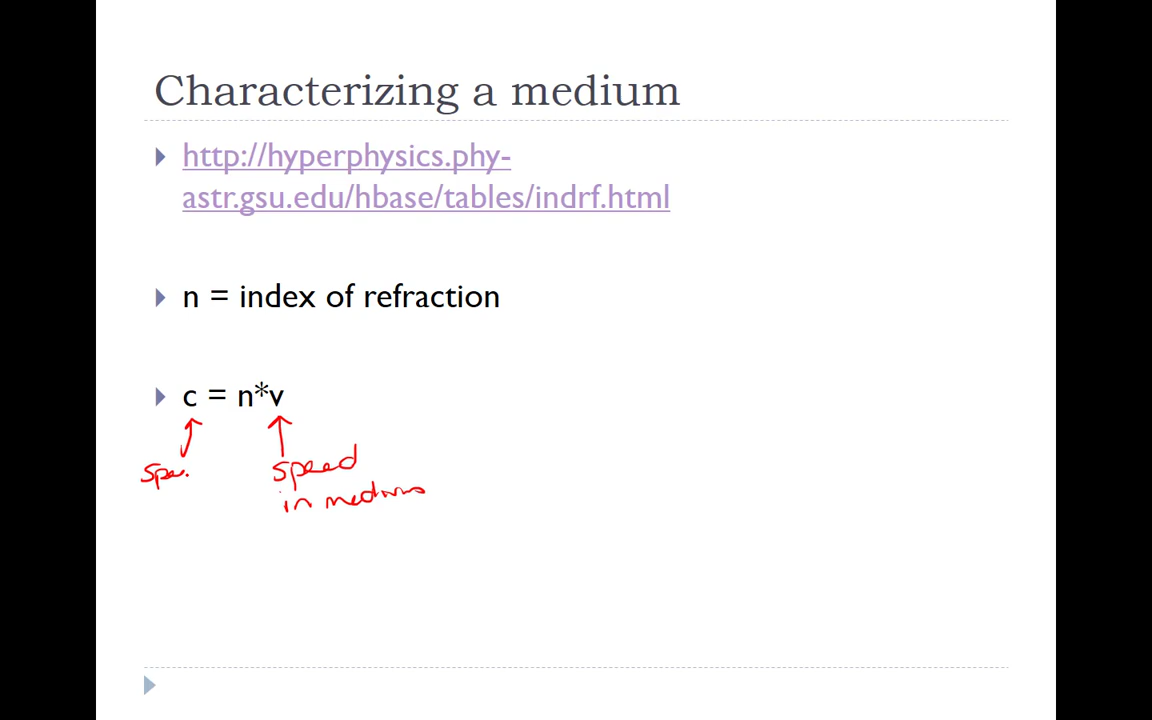 Characterizing a medium
http://hyperphysics.phy-
astr.gsu.edu/hbase/tables/indrf.html
n = index of refraction
c = n*v
spe
speed
in medium